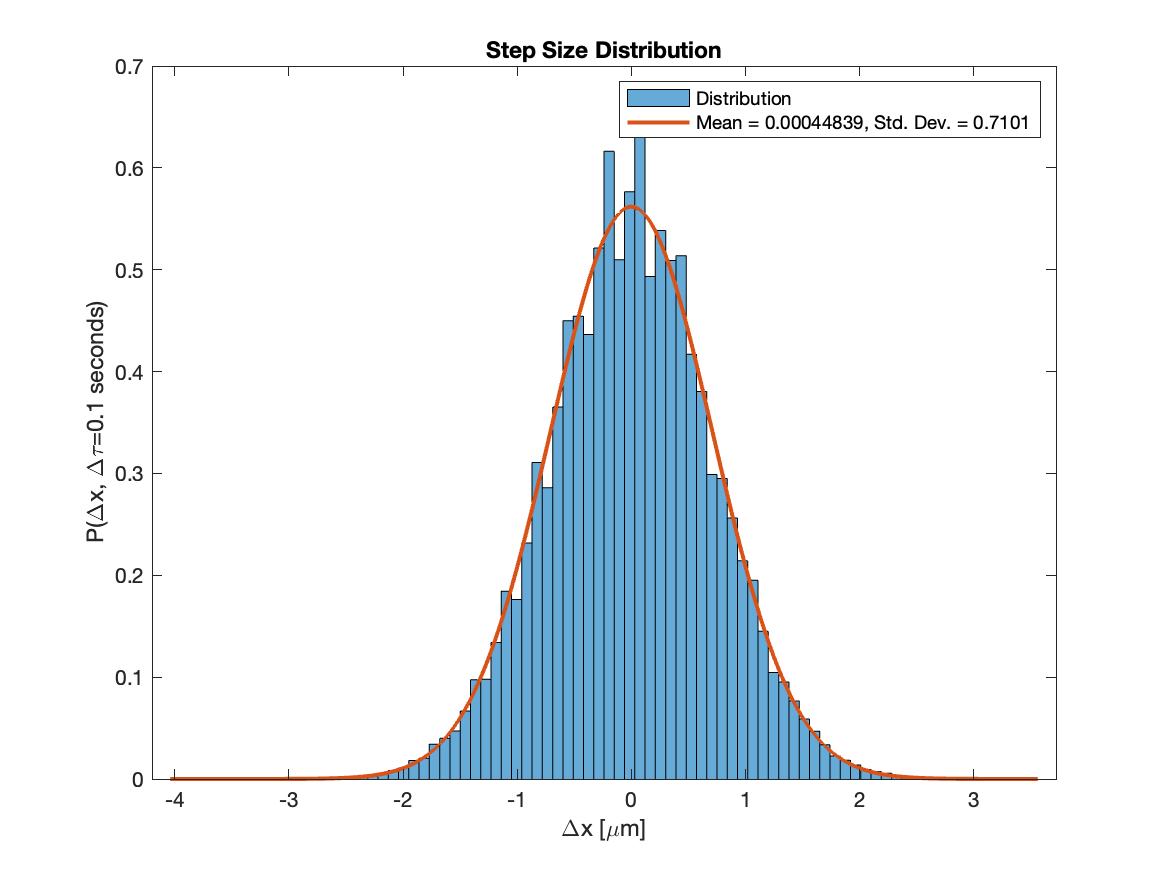 Step Size Distribution
Distribution
Mean = 0.00044839, Std. Dev. = 0.7101
0.7
0.6
0.5
0.4
0.3
0.2
0.1
0
P(Δx, Δτ=0.1 seconds)
-4 -3 -2 -1 0 1 2 3
Δx [μm]